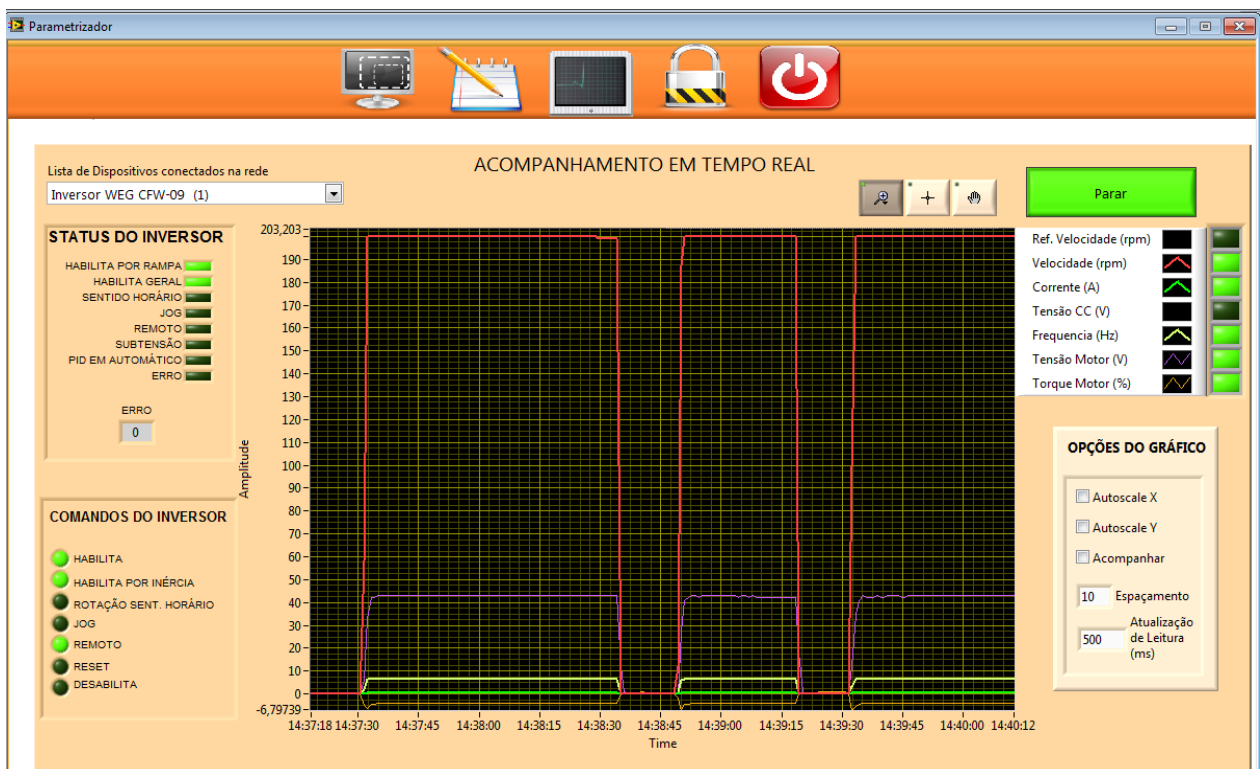 Parametrizador
ACOMPANHAMENTO EM TEMPO REAL
Lista de Dispositivos conectados na rede
Inversor WEG CFW-09 (1)
Parar
STATUS DO INVERSOR
HABILITA POR RAMPA
HABILITA GERAL
SENTIDO HORÁRIO
JOG
REMOTO
SUBTENSÃO
PID EM AUTOMÁTICO
ERRO
ERRO
0
COMANDOS DO INVERSOR
HABILITA
HABILITA POR INÉRCIA
ROTAÇÃO SENT. HORÁRIO
JOG
REMOTO
RESET
DESABILITA
Amplitude
203,203
190
180
170
160
150
140
130
120
110
100
90
80
70
60
50
40
30
20
10
0
-6,79739
14:37:18 14:37:30 14:37:45 14:38:00 14:38:15 14:38:30 14:38:45 14:39:00 14:39:15 14:39:30 14:39:45 14:40:00 14:40:12
Time
Ref. Velocidade (rpm)
Velocidade (rpm)
Corrente (A)
Tensão CC (V)
Frequencia (Hz)
Tensão Motor (V)
Torque Motor (%)
OPÇÕES DO GRÁFICO
Autoscale X
Autoscale Y
Acompanhar
10 Espaçamento
500 Atualização
de Leitura
(ms)